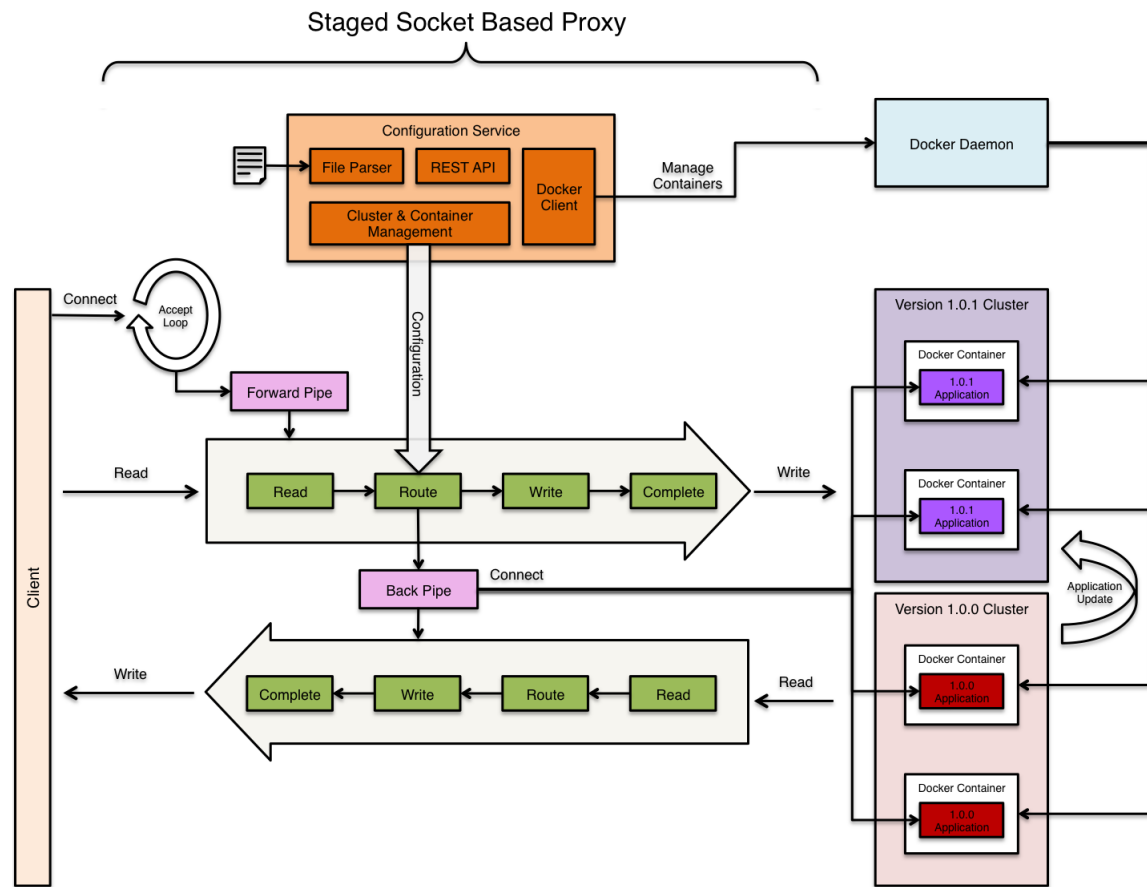 Staged Socket Based Proxy
Configuration Service
File Parser
REST API
Docker
Client
Cluster & Container
Management
Manage
Containers
Docker Daemon
Connect
Accept
Loop
Configuration
Forward Pipe
Read
Read
Route
Write
Complete
Write
Client
Back Pipe
Connect
Write
Complete
Write
Route
Read
Read
Version 1.0.1 Cluster
Docker Container
1.0.1
Application
Docker Container
1.0.1
Application
Application
Update
Version 1.0.0 Cluster
Docker Container
1.0.0
Application
Docker Container
1.0.0
Application